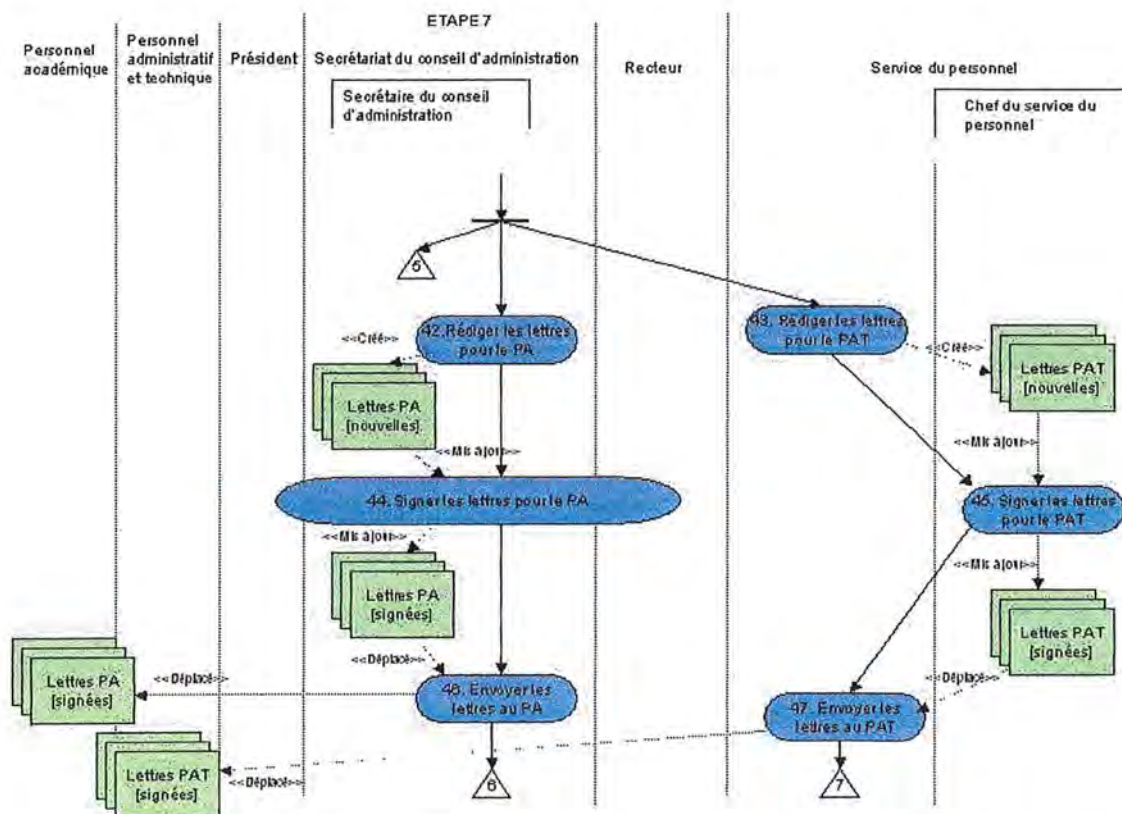 ETAPE 7
Personnel
académique
Personnel
administratif
et technique
Président
Secrétariat du conseil d'administration
Recteur
Service du personnel
Secrétaire du conseil
d'administration
Chef du service du
personnel
5
42. Rédiger les lettres
pour le PA
43. Rédiger les lettres
pour le PAT
<<Créé>>
<<Créé>>
Lettres PA
[nouvelles]
Lettres PAT
[nouvelles]
<<Mis à jour>>
<<Mis à jour>>
44. Signer les lettres pour le PA
45. Signer les lettres
pour le PAT
<<Mis à jour>>
<<Mis à jour>>
Lettres PA
[signées]
Lettres PAT
[signées]
<<Déplacé>>
<<Déplacé>>
<<Déplacé>>
Lettres PA
[signées]
46. Envoyer les
lettres au PA
47. Envoyer les
lettres au PAT
Lettres PAT
[signées]
<<Déplacé>>
6
7